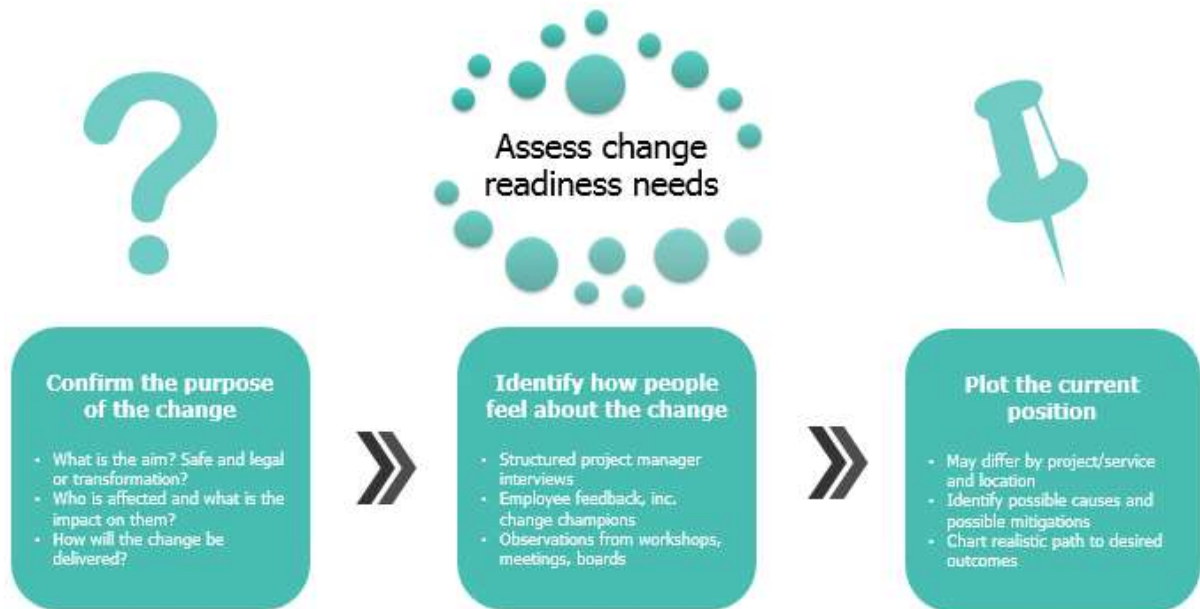 Assess change
readiness needs
Confirm the purpose
of the change
• What is the aim? Safe and legal
or transformation?
• Who is affected and what is the
impact on them?
• How will the change be
delivered?
Identify how people
feel about the change
• Structured project manager
interviews
• Employee feedback, inc.
change champions
• Observations from workshops,
meetings, boards
Plot the current
position
• May differ by project/service
and location
• Identify possible causes and
possible mitigations
• Chart realistic path to desired
outcomes